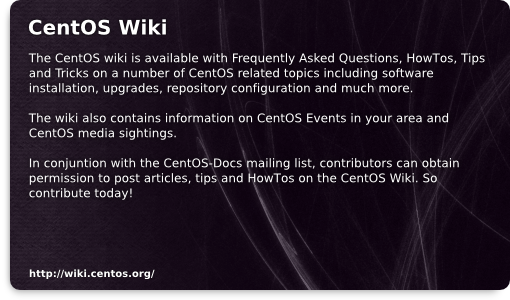 CentOS Wiki
The CentOS wiki is available with Frequently Asked Questions, HowTos, Tips
and Tricks on a number of CentOS related topics including software
installation, upgrades, repository configuration and much more.
The wiki also contains information on CentOS Events in your area and
CentOS media sightings.
In conjuntion with the CentOS-Docs mailing list, contributors can obtain
permission to post articles, tips and HowTos on the CentOS Wiki. So
contribute today!
http://wiki.centos.org/